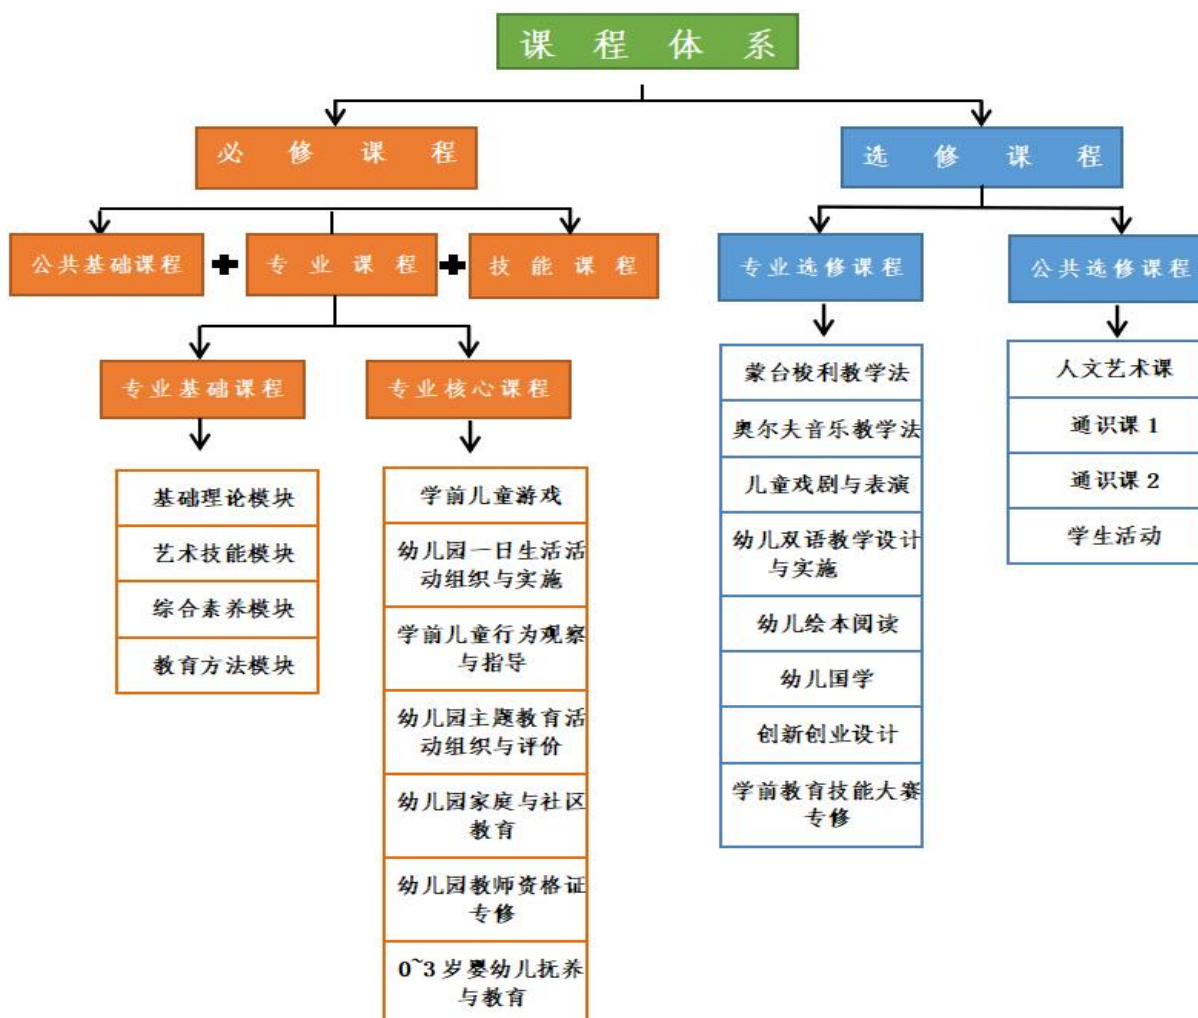 课程体系
必修课程
选修课程
公共基础课程
专业课程
技能课程
专业选修课程
公共选修课程
专业基础课程
专业核心课程
基础理论模块
艺术技能模块
综合素养模块
教育方法模块
学前儿童游戏
幼儿园一日生活活
动组织与实施
学前儿童行为观察
与指导
幼儿园主题教育活
动组织与评价
幼儿园家庭与社区
教育
幼儿园教师资格证
专修
0~3岁婴幼儿抚养
与教育
蒙台梭利教学法
奥尔夫音乐教学法
儿童戏剧与表演
幼儿双语教学设计
与实施
幼儿绘本阅读
幼儿国学
创新创业设计
学前教育技能大赛
专修
人文艺术课
通识课1
通识课2
学生活动